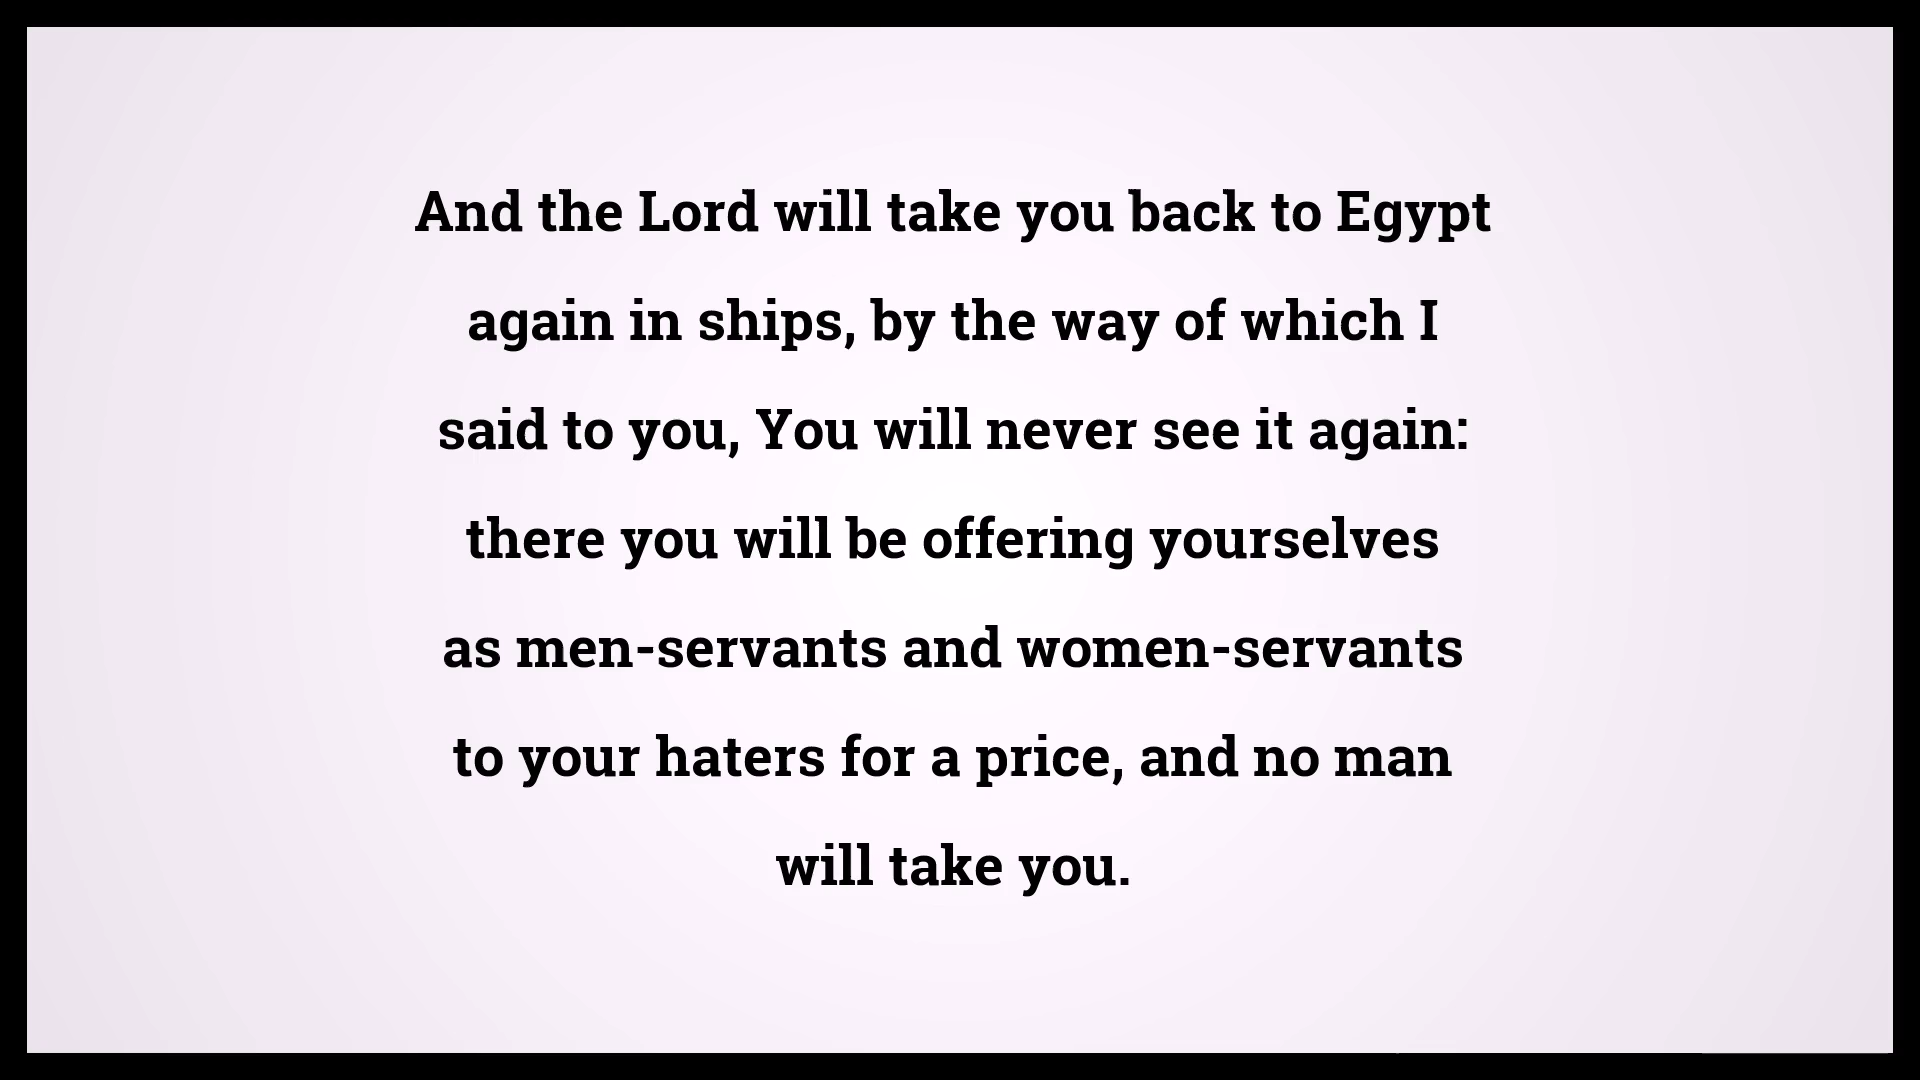 And the Lord will take you back to Egypt
again in ships, by the way of which I
said to you, You will never see it again:
there you will be offering yourselves
as men-servants and women-servants
to your haters for a price, and no man
will take you.